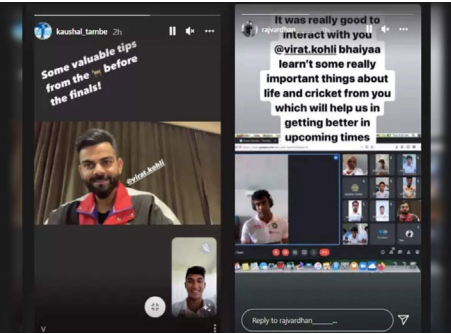 kaushal_tambe 2h
Some valuable tips
from the 🐐 before
the finals!
@virat.kohli
It was really good to
interact with you
@virat.kohli bhaiyaa
learn't some really
important things about
life and cricket from you
which will help us in
getting better in
upcoming times
rajvardhan 2h
Reply to rajvardhan_____...